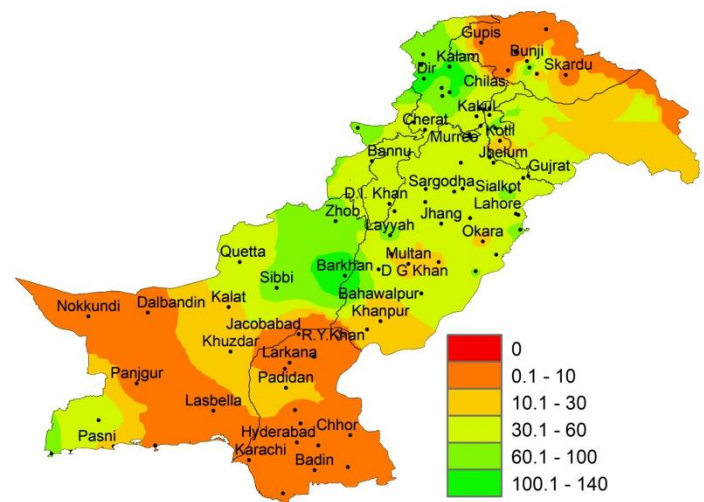 Gupis
Bunji
Kalam
Skardu
Dir
Chilas
Kakul
Cherat
Kotli
Murree
Bannu
Jhelum
Gujrat
Sargodha
Sialkot
D.I. Khan
Lahore
Zhob
Jhang
Layyah
Okara
Quetta
Multan
Barkhan
D G Khan
Sibbi
Bahawalpur
Nokkundi
Dalbandin
Kalat
Khanpur
Jacobabad
R.Y.Khan
Khuzdar
Larkana
Panjgur
Padidan
Lasbella
Chhor
Pasni
Hyderabad
Karachi
Badin
0
0.1 - 10
10.1 - 30
30.1 - 60
60.1 - 100
100.1 - 140